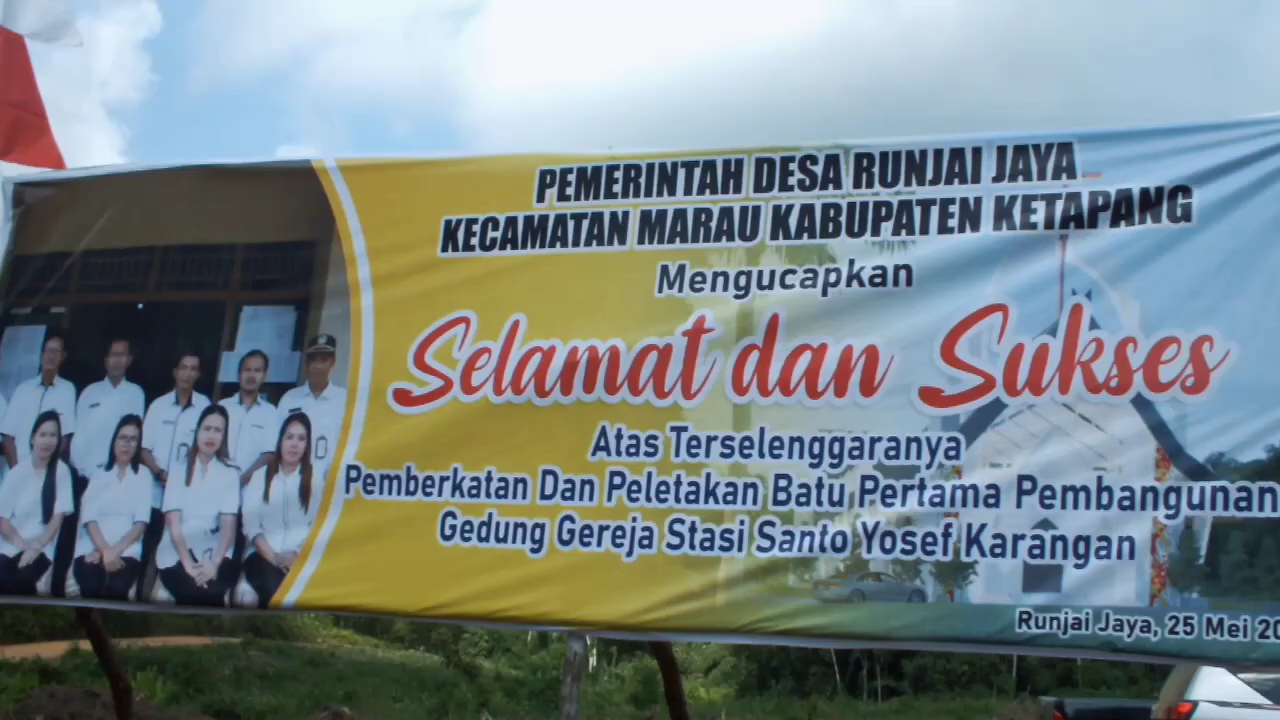 PEMERINTAH DESA RUNJAI JAYA
KECAMATAN MARAU KABUPATEN KETAPANG
Mengucapkan
Selamat dan Sukses
Atas Terselenggaranya
Pemberkatan Dan Peletakan Batu Pertama Pembangunan
Gedung Gereja Stasi Santo Yosef Karangan
Runjai Jaya, 25 Mei